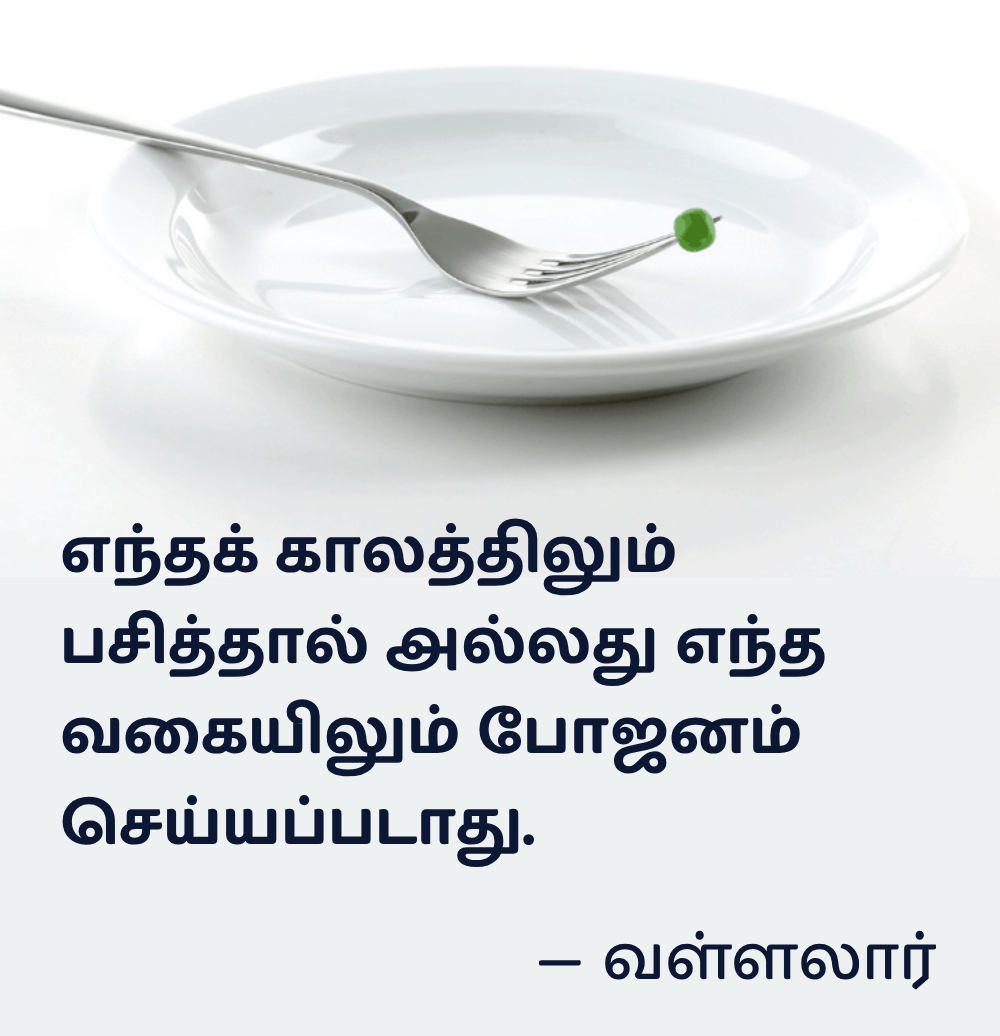 எந்தக் காலத்திலும்
பசித்தால் அல்லது எந்த
வகையிலும் போஜனம்
செய்யப்படாது.
– வள்ளலார்